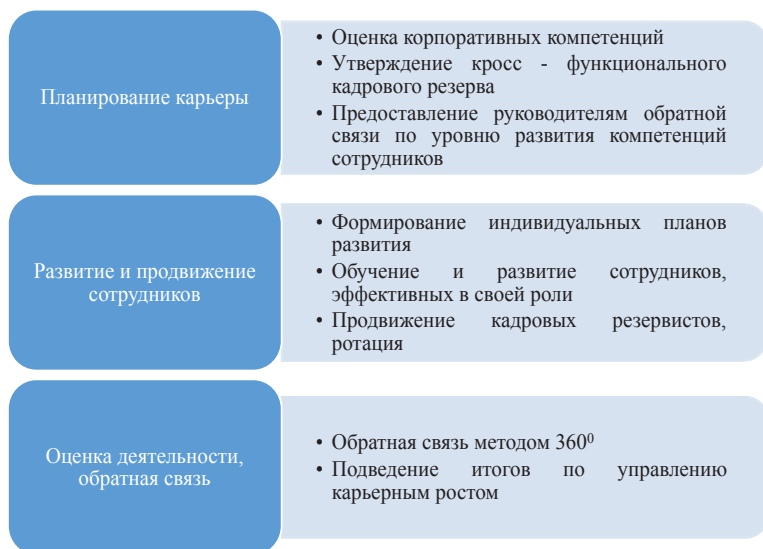 Планирование карьеры
• Оценка корпоративных компетенций
• Утверждение кросс - функционального
кадрового резерва
• Предоставление руководителям обратной
связи по уровню развития компетенций
сотрудников
Развитие и продвижение
сотрудников
• Формирование индивидуальных планов
развития
• Обучение и развитие сотрудников,
эффективных в своей роли
• Продвижение кадровых резервистов,
ротация
Оценка деятельности,
обратная связь
• Обратная связь методом 360⁰
• Подведение итогов по управлению
карьерным ростом